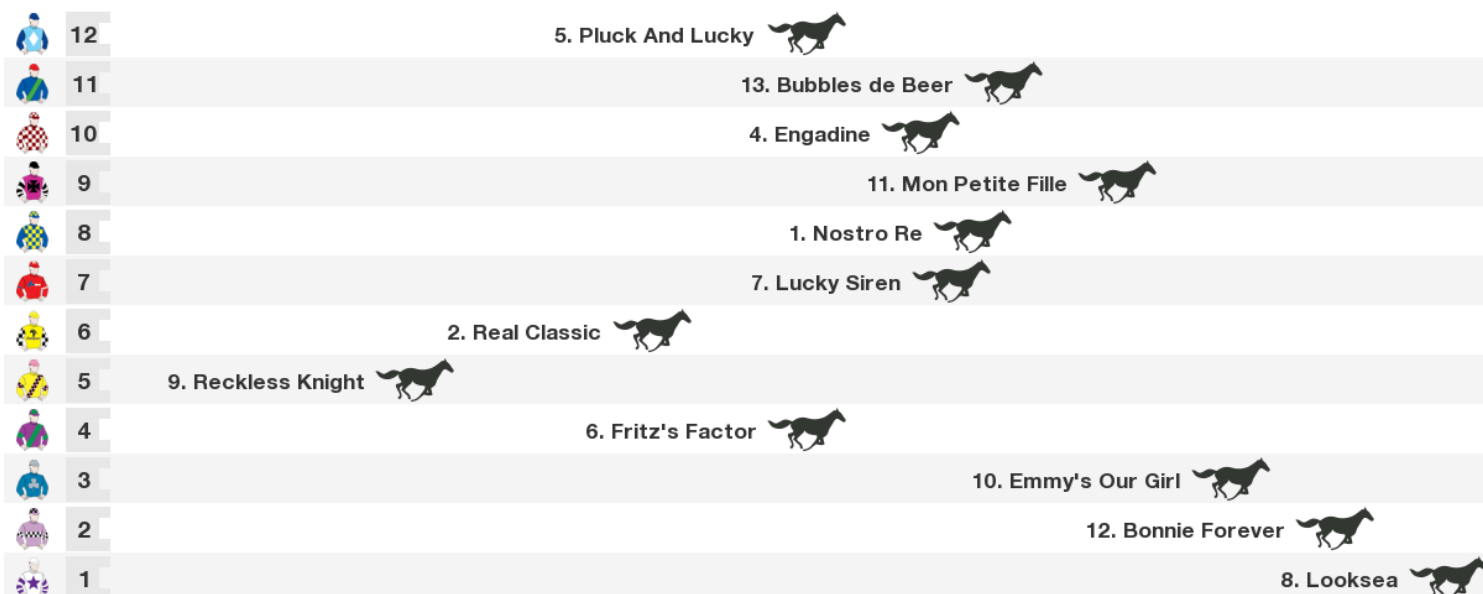 12 5. Pluck And Lucky
11 13. Bubbles de Beer
10 4. Engadine
9 11. Mon Petite Fille
8 1. Nostro Re
7 7. Lucky Siren
6 2. Real Classic
5 9. Reckless Knight
4 6. Fritz's Factor
3 10. Emmy's Our Girl
2 12. Bonnie Forever
1 8. Looksea